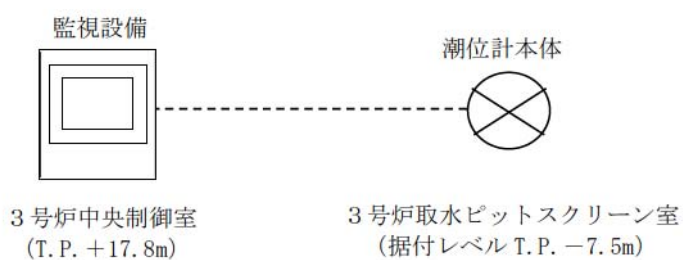 監視設備
潮位計本体
3号炉中央制御室
(T.P.+17.8m)
3号炉取水ピットスクリーン室
(据付レベルT.P.-7.5m)